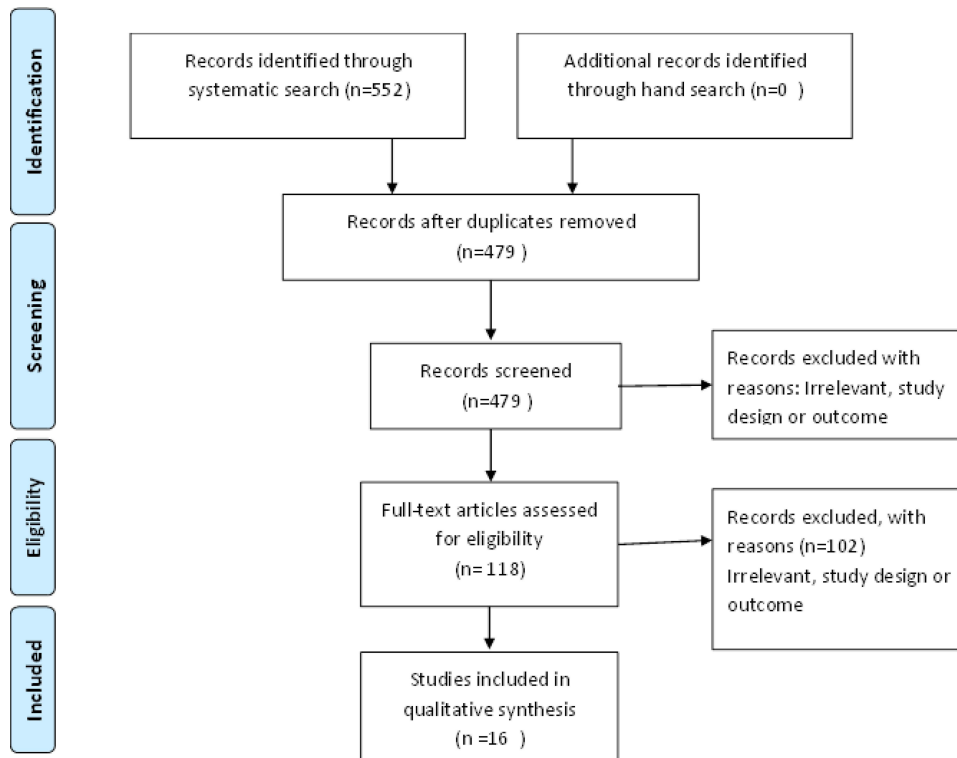 Identification
Records identified through
systematic search (n=552)
Additional records identified
through hand search (n=0 )
Records after duplicates removed
(n=479 )
Screening
Records screened
(n=479 )
Records excluded with
reasons: Irrelevant, study
design or outcome
Eligibility
Full-text articles assessed
for eligibility
(n= 118)
Records excluded, with
reasons (n=102)
Irrelevant, study design or
outcome
Included
Studies included in
qualitative synthesis
(n =16 )